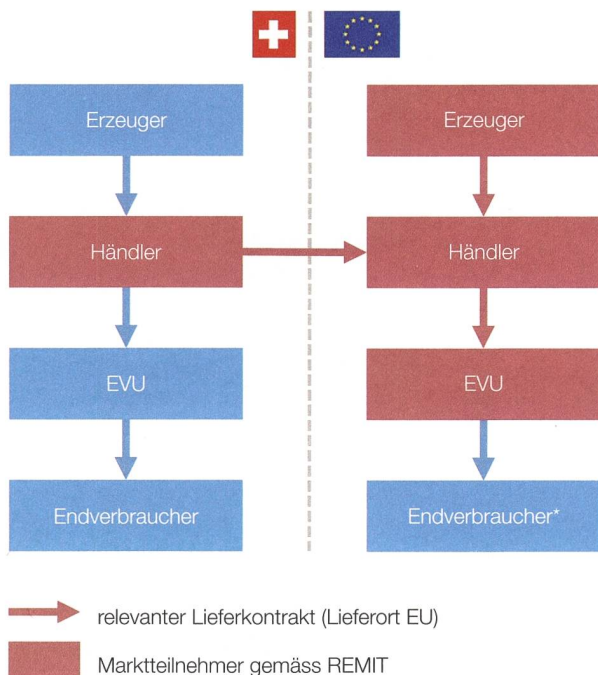 Erzeuger
Erzeuger
Händler
Händler
EVU
EVU
Endverbraucher
Endverbraucher*
relevanter Lieferkontrakt (Lieferort EU)
Marktteilnehmer gemäss REMIT